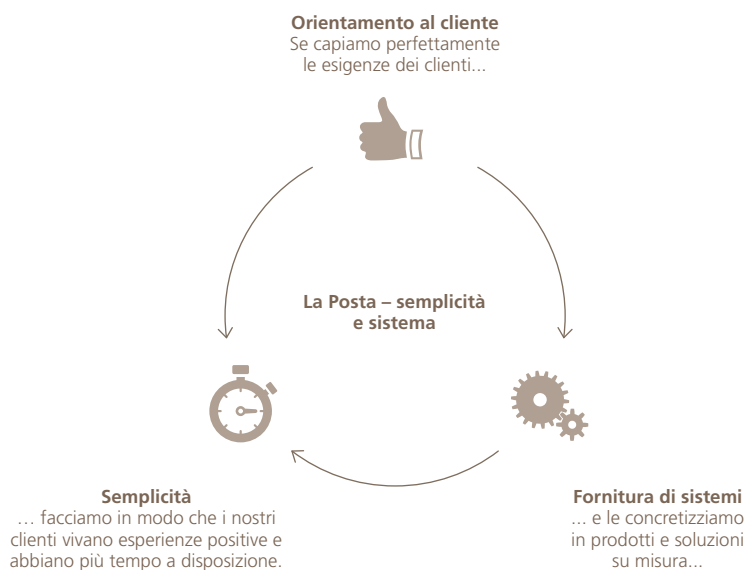 Orientamento al cliente
Se capiamo perfettamente
le esigenze dei clienti...
La Posta – semplicità
e sistema
Semplicità
… facciamo in modo che i nostri
clienti vivano esperienze positive e
abbiano più tempo a disposizione.
Fornitura di sistemi
... e le concretizziamo
in prodotti e soluzioni
su misura...